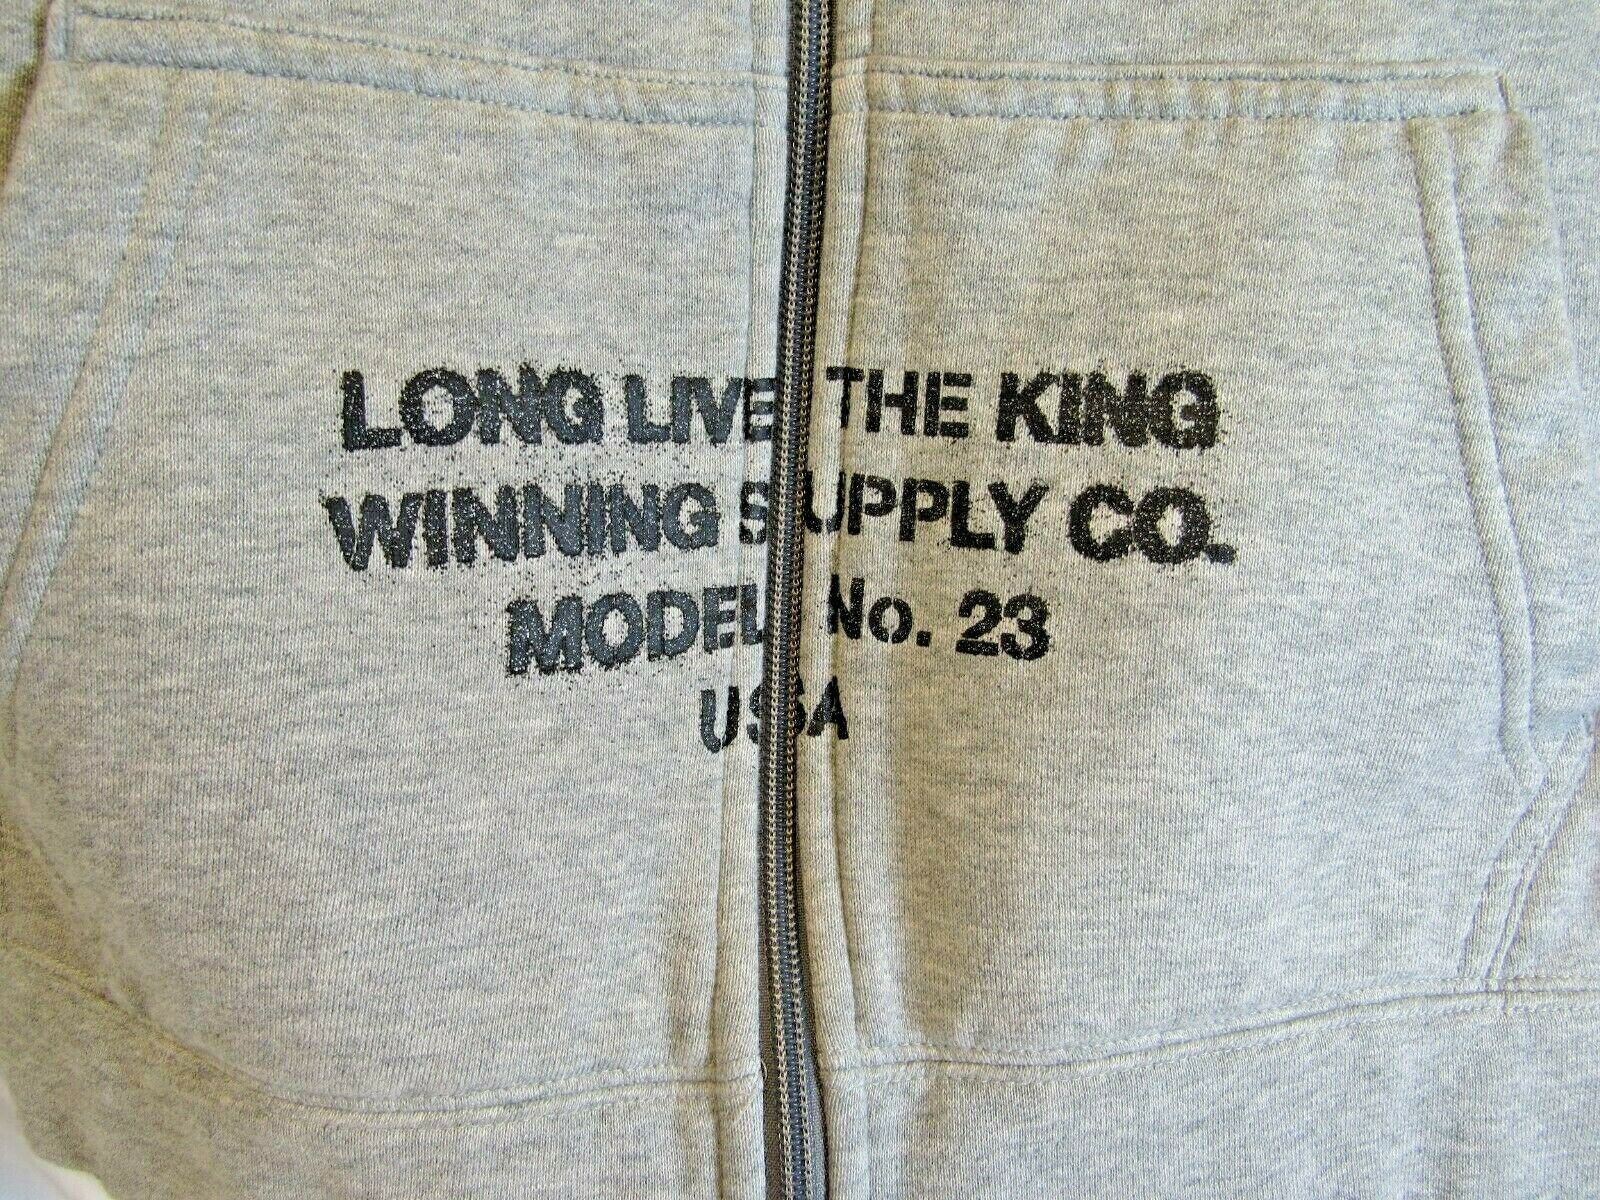 LONG LIVE THE KING
WINNING SUPPLY CO.
MODEL No. 23
USA